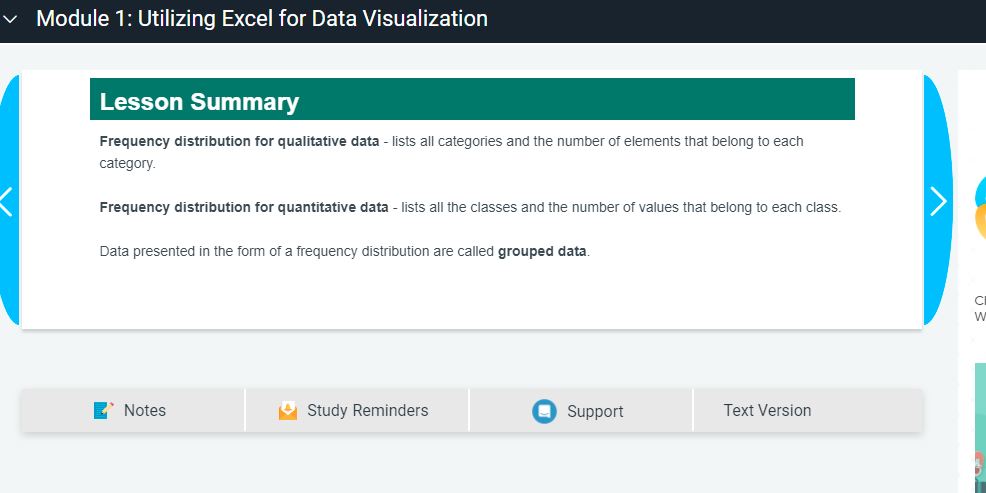 Module 1: Utilizing Excel for Data Visualization
Lesson Summary
Frequency distribution for qualitative data - lists all categories and the number of elements that belong to each
category.
Frequency distribution for quantitative data - lists all the classes and the number of values that belong to each class.
Data presented in the form of a frequency distribution are called grouped data.
Notes
Study Reminders
Support
Text Version